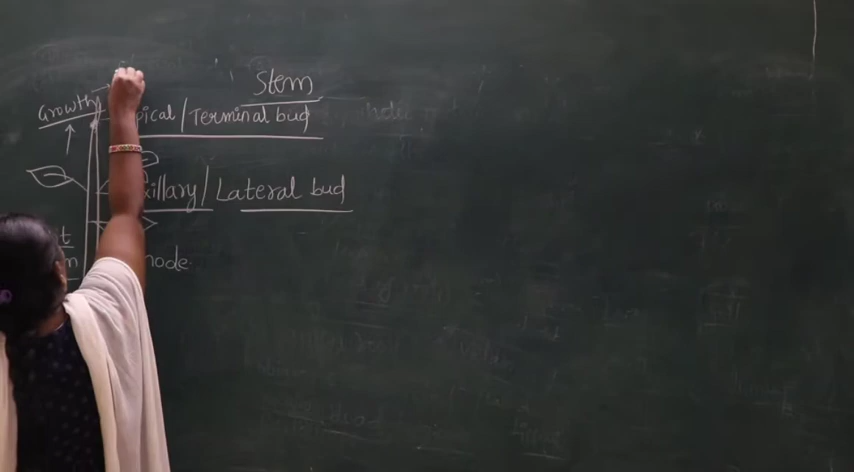 Stem
Growth
pical / Terminal bud
xillary / Lateral bud
node